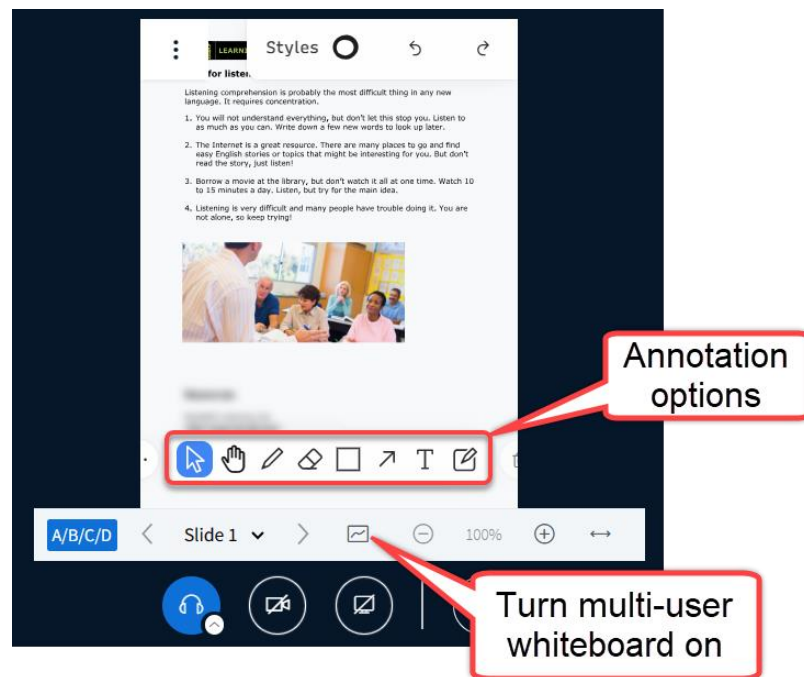 LEARNI
Styles
for listen
Listening comprehension is probably the most difficult thing in any new
language. It requires concentration.
1. You will not understand everything, but don't let this stop you. Listen to
as much as you can. Write down a few new words to look up later.
2. The Internet is a great resource. There are many places to go and find
easy English stories or topics that might be interesting for you. But don't
read the story, just listen!
3. Borrow a movie at the library, but don't watch it all at one time. Watch 10
to 15 minutes a day. Listen, but try for the main idea.
4. Listening is very difficult and many people have trouble doing it. You are
not alone, so keep trying!
Annotation
options
T
A/B/C/D
Slide 1
100%
Turn multi-user
whiteboard on